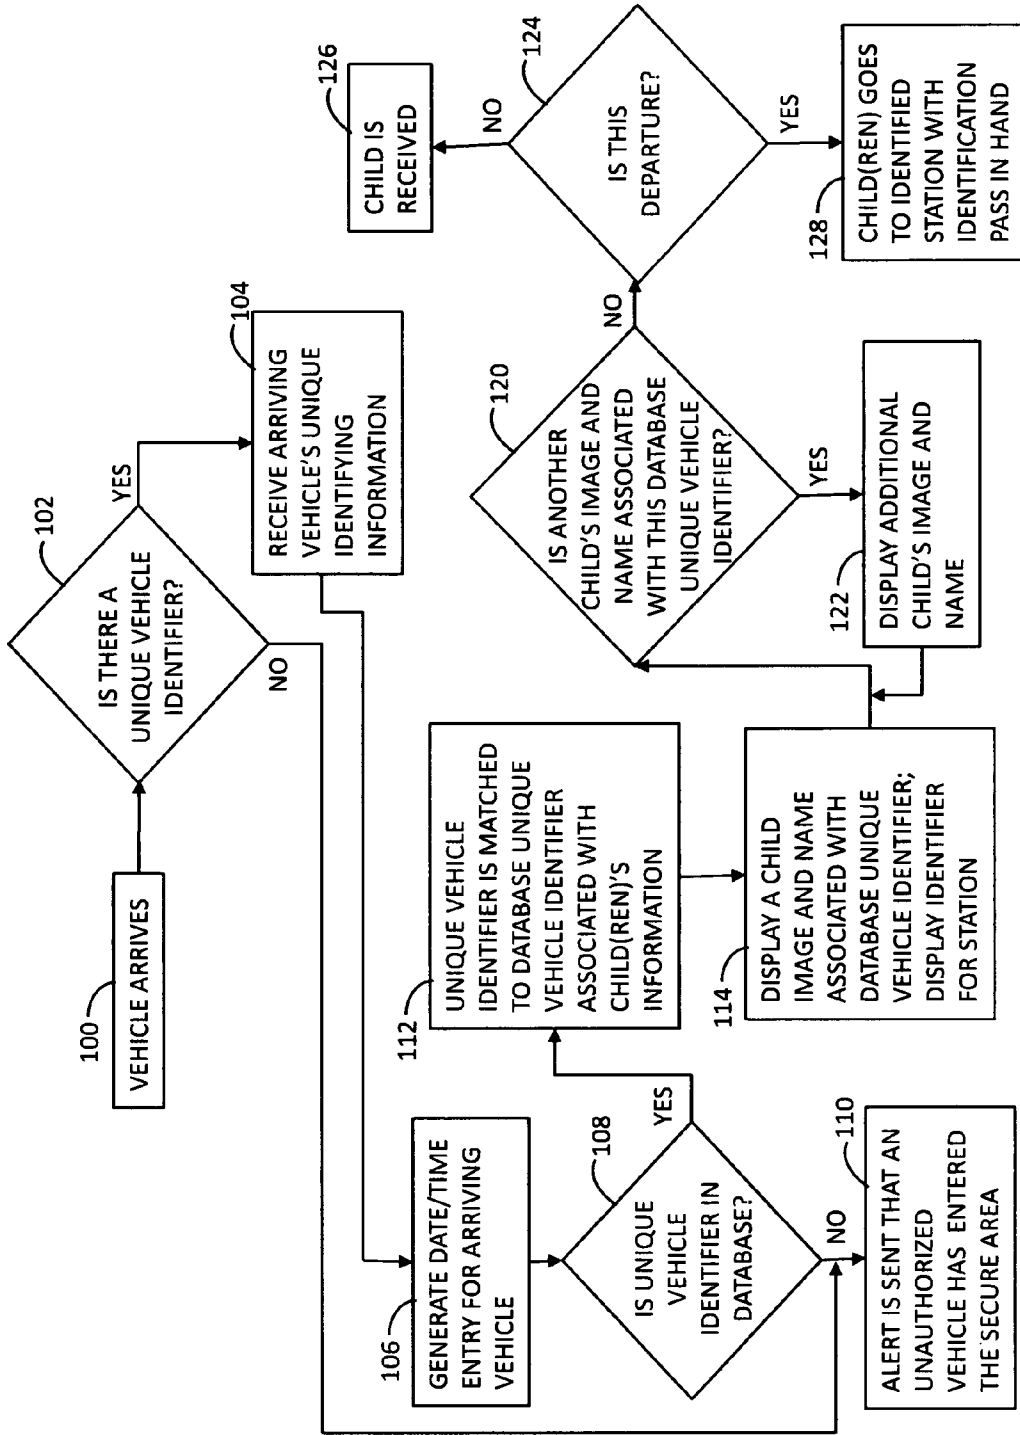 100
VEHICLE ARRIVES
102
IS THERE A
UNIQUE VEHICLE
IDENTIFIER?
YES
NO
104
RECEIVE ARRIVING
VEHICLE'S UNIQUE
IDENTIFYING
INFORMATION
106
GENERATE DATE/TIME
ENTRY FOR ARRIVING
VEHICLE
108
IS UNIQUE
VEHICLE
IDENTIFIER IN
DATABASE?
YES
NO
110
ALERT IS SENT THAT AN
UNAUTHORIZED
VEHICLE HAS ENTERED
THE SECURE AREA
112
UNIQUE VEHICLE
IDENTIFIER IS MATCHED
TO DATABASE UNIQUE
VEHICLE IDENTIFIER
ASSOCIATED WITH
CHILD(REN)'S
INFORMATION
114
DISPLAY A CHILD
IMAGE AND NAME
ASSOCIATED WITH
DATABASE UNIQUE
VEHICLE IDENTIFIER;
DISPLAY IDENTIFIER
FOR STATION
120
IS ANOTHER
CHILD'S IMAGE AND
NAME ASSOCIATED
WITH THIS DATABASE
UNIQUE VEHICLE
IDENTIFIER?
NO
YES
122
DISPLAY ADDITIONAL
CHILD'S IMAGE AND
NAME
124
IS THIS
DEPARTURE?
NO
YES
126
CHILD IS
RECEIVED
128
CHILD(REN) GOES
TO IDENTIFIED
STATION WITH
IDENTIFICATION
PASS IN HAND